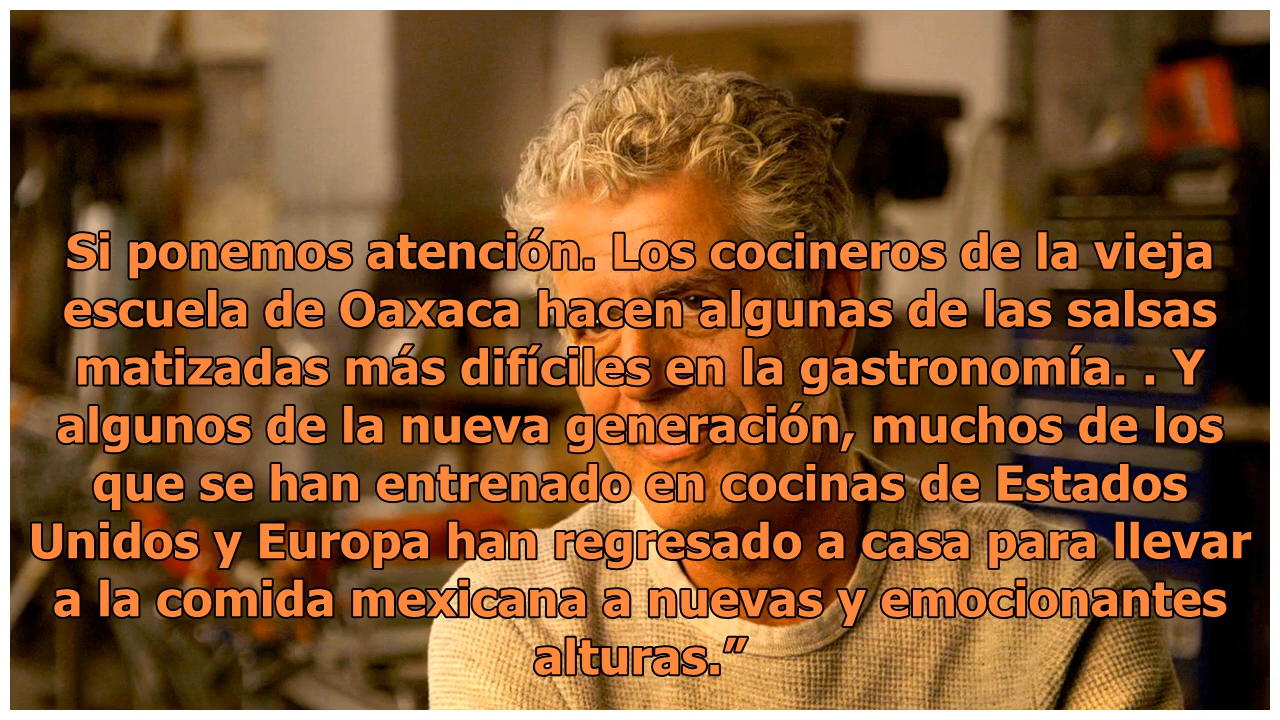 Si ponemos atención. Los cocineros de la vieja
escuela de Oaxaca hacen algunas de las salsas
matizadas más difíciles en la gastronomía. . Y
algunos de la nueva generación, muchos de los
que se han entrenado en cocinas de Estados
Unidos y Europa han regresado a casa para llevar
a la comida mexicana a nuevas y emocionantes
alturas.”